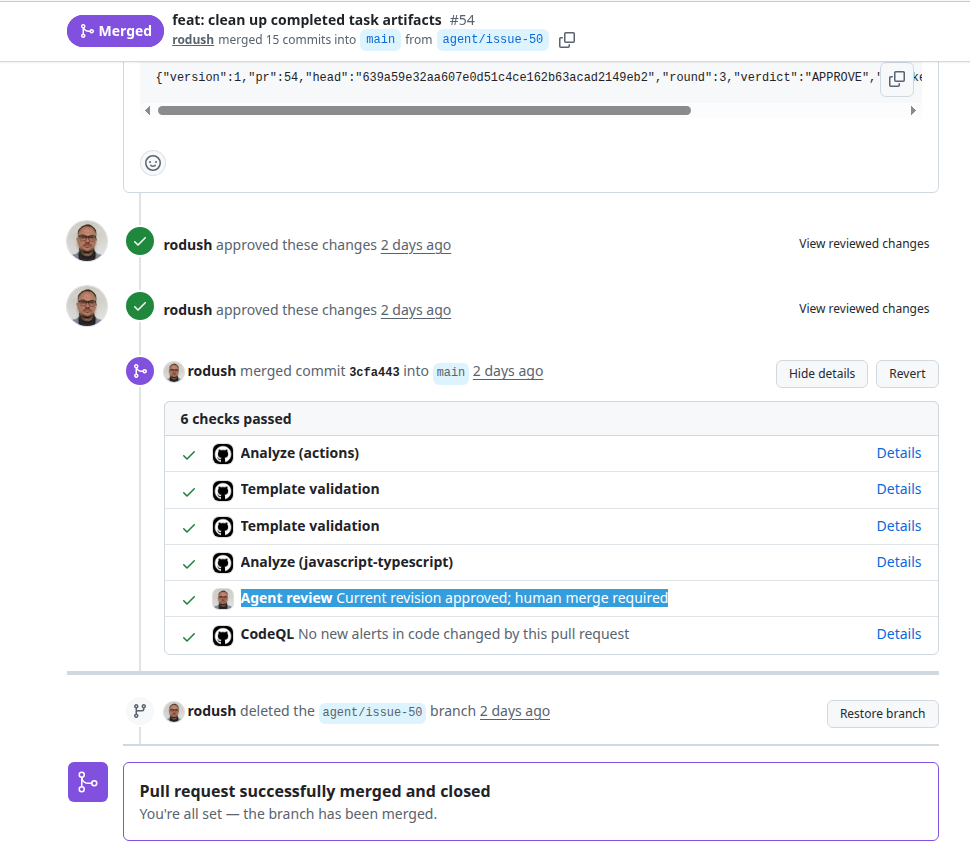 Merged
feat: clean up completed task artifacts #54
rodush merged 15 commits into main from agent/issue-50
{"version":1,"pr":54,"head":"639a59e32aa607e0d51c4ce162b63acad2149eb2","round":3,"verdict":"APPROVE","
rodush approved these changes 2 days ago
View reviewed changes
rodush approved these changes 2 days ago
View reviewed changes
rodush merged commit 3cfa443 into main 2 days ago
Hide details
Revert
6 checks passed
Analyze (actions)
Details
Template validation
Details
Template validation
Details
Analyze (javascript-typescript)
Details
Agent review Current revision approved; human merge required
CodeQL No new alerts in code changed by this pull request
Details
rodush deleted the agent/issue-50 branch 2 days ago
Restore branch
Pull request successfully merged and closed
You're all set — the branch has been merged.